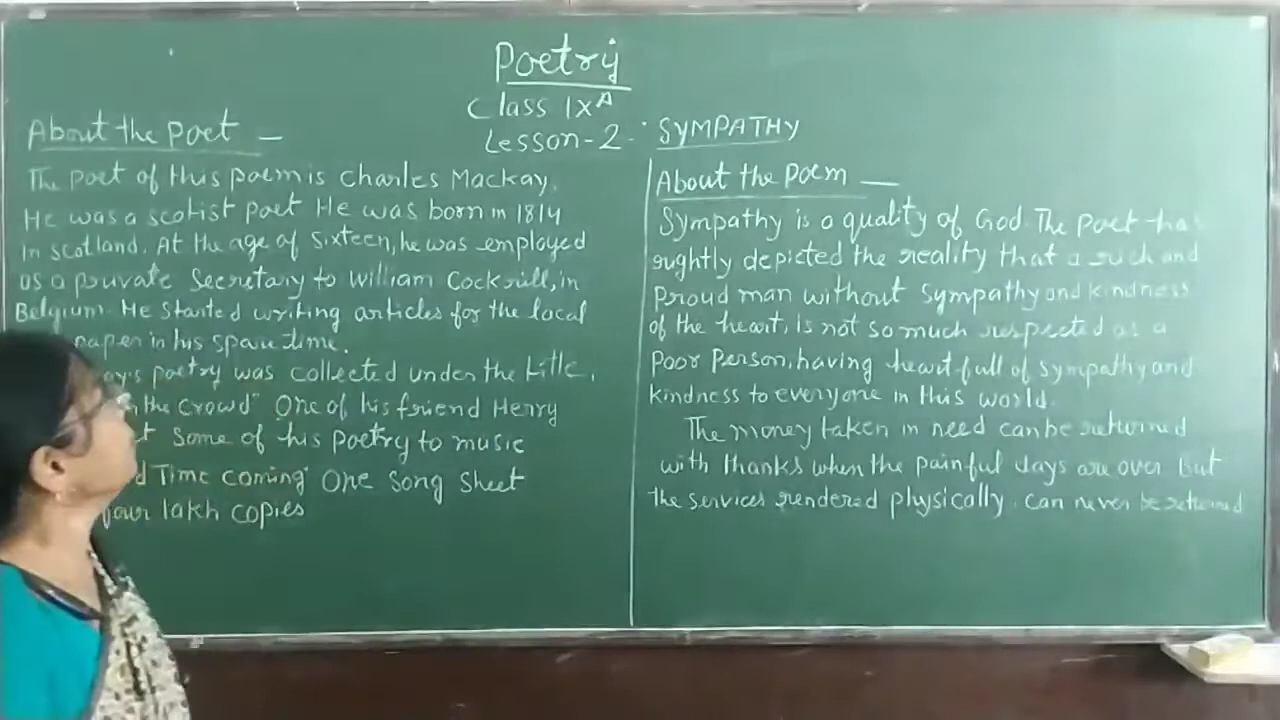 Poetry
Class IX A
Lesson-2- SYMPATHY
About the Poet -
The poet of this poem is Charles Mackay.
He was a scotist poet He was born in 1814
In scotland. At the age of sixteen, he was employed
as a private Secretary to William Cockrill, in
Belgium. He started writing articles for the local
paper in his spare time.
poetry was collected under the title,
the crowd" One of his friend Henry
some of his poetry to music
Time coming" One song sheet
four lakh copies
About the Poem -
Sympathy is a quality of God. The poet has
rightly depicted the reality that a rich and
Proud man without sympathy and kindness
of the heart, is not so much respected as a
Poor Person, having heart full of sympathy and
kindness to everyone in this world.
The money taken in need can be returned
with thanks when the painful days are over But
the services rendered physically, can never be returned